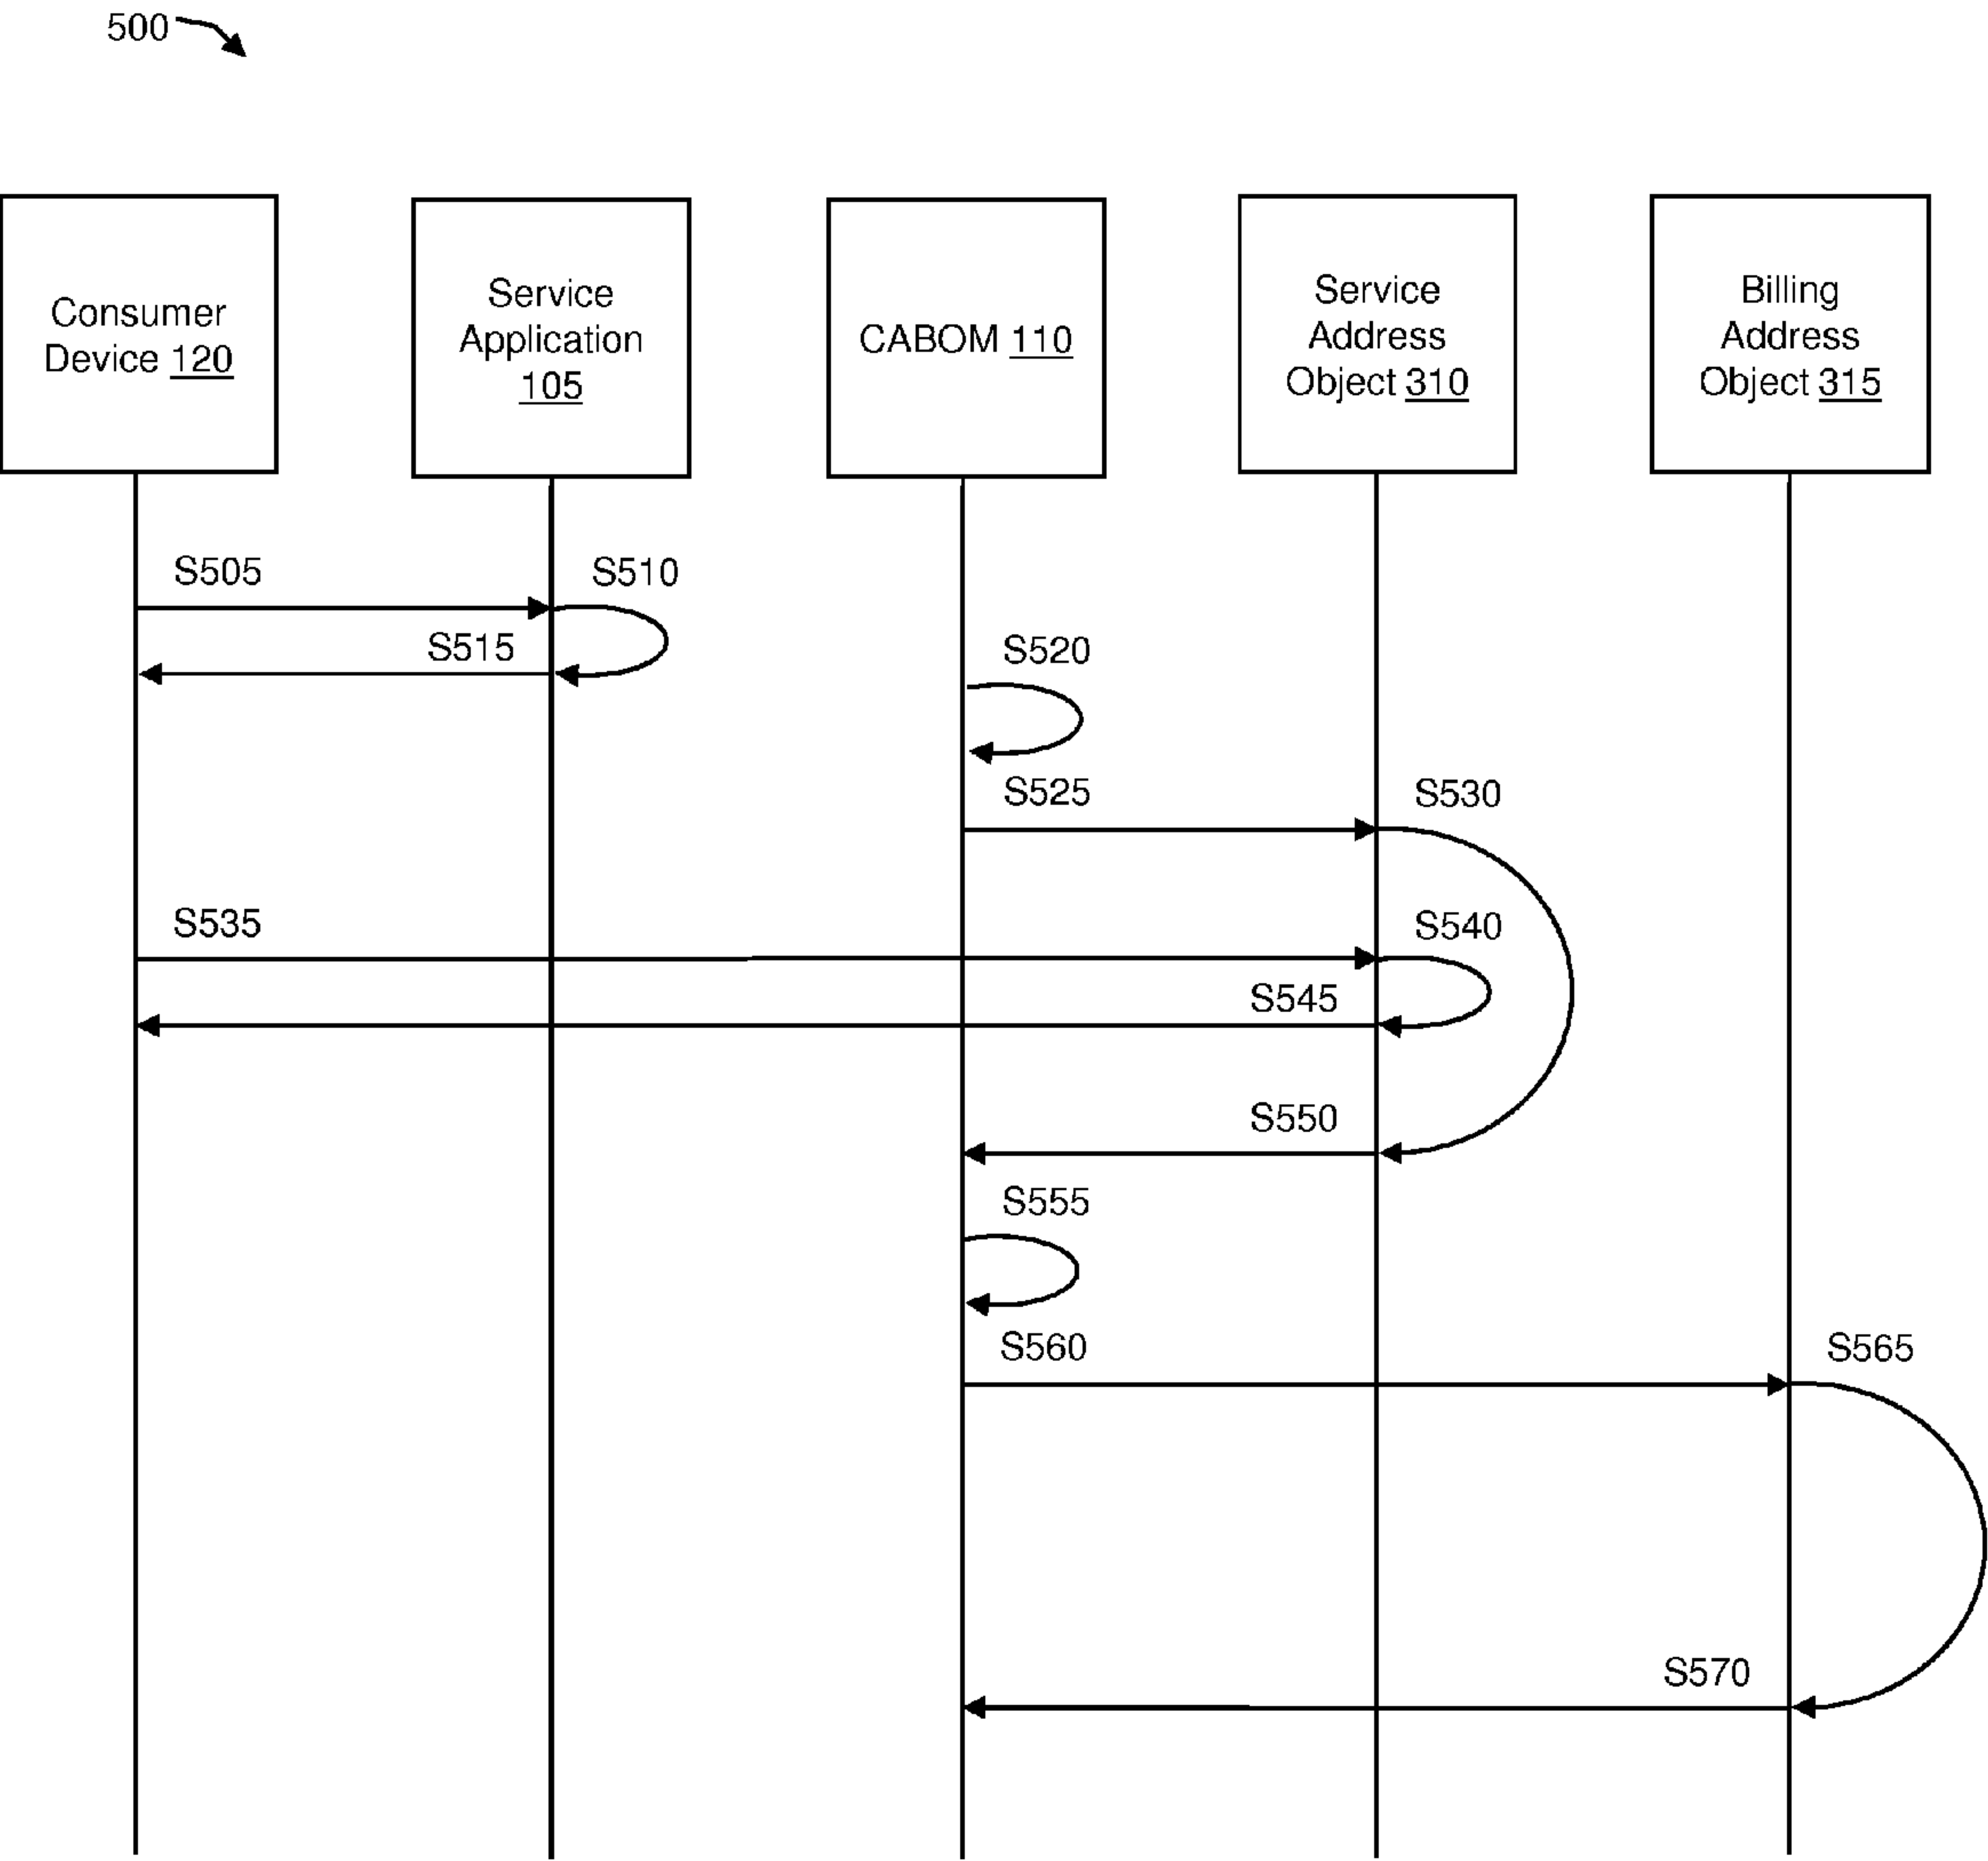 500
Consumer
Device 120
Service
Application
105
CABOM 110
Service
Address
Object 310
Billing
Address
Object 315
S505
S510
S515
S520
S525
S530
S535
S540
S545
S550
S555
S560
S565
S570